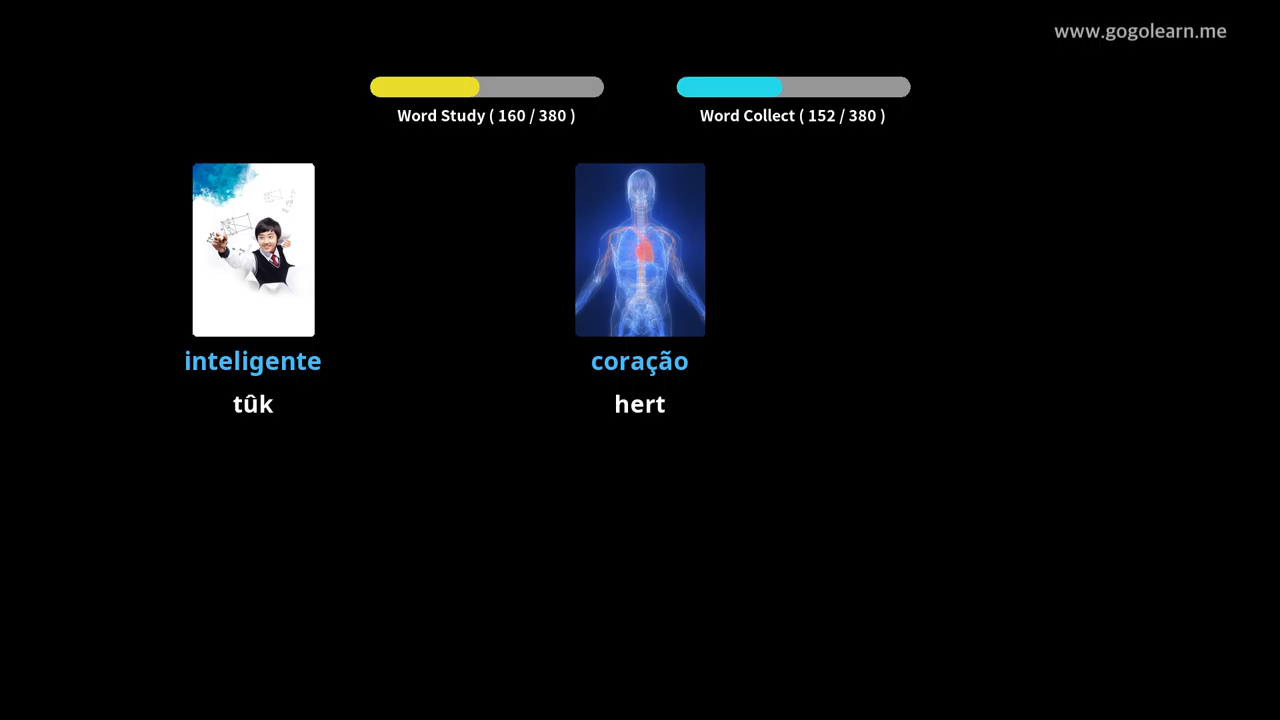 www.gogolearn.me
Word Study ( 160 / 380 )
Word Collect ( 152 / 380 )
inteligente
tûk
coração
hert